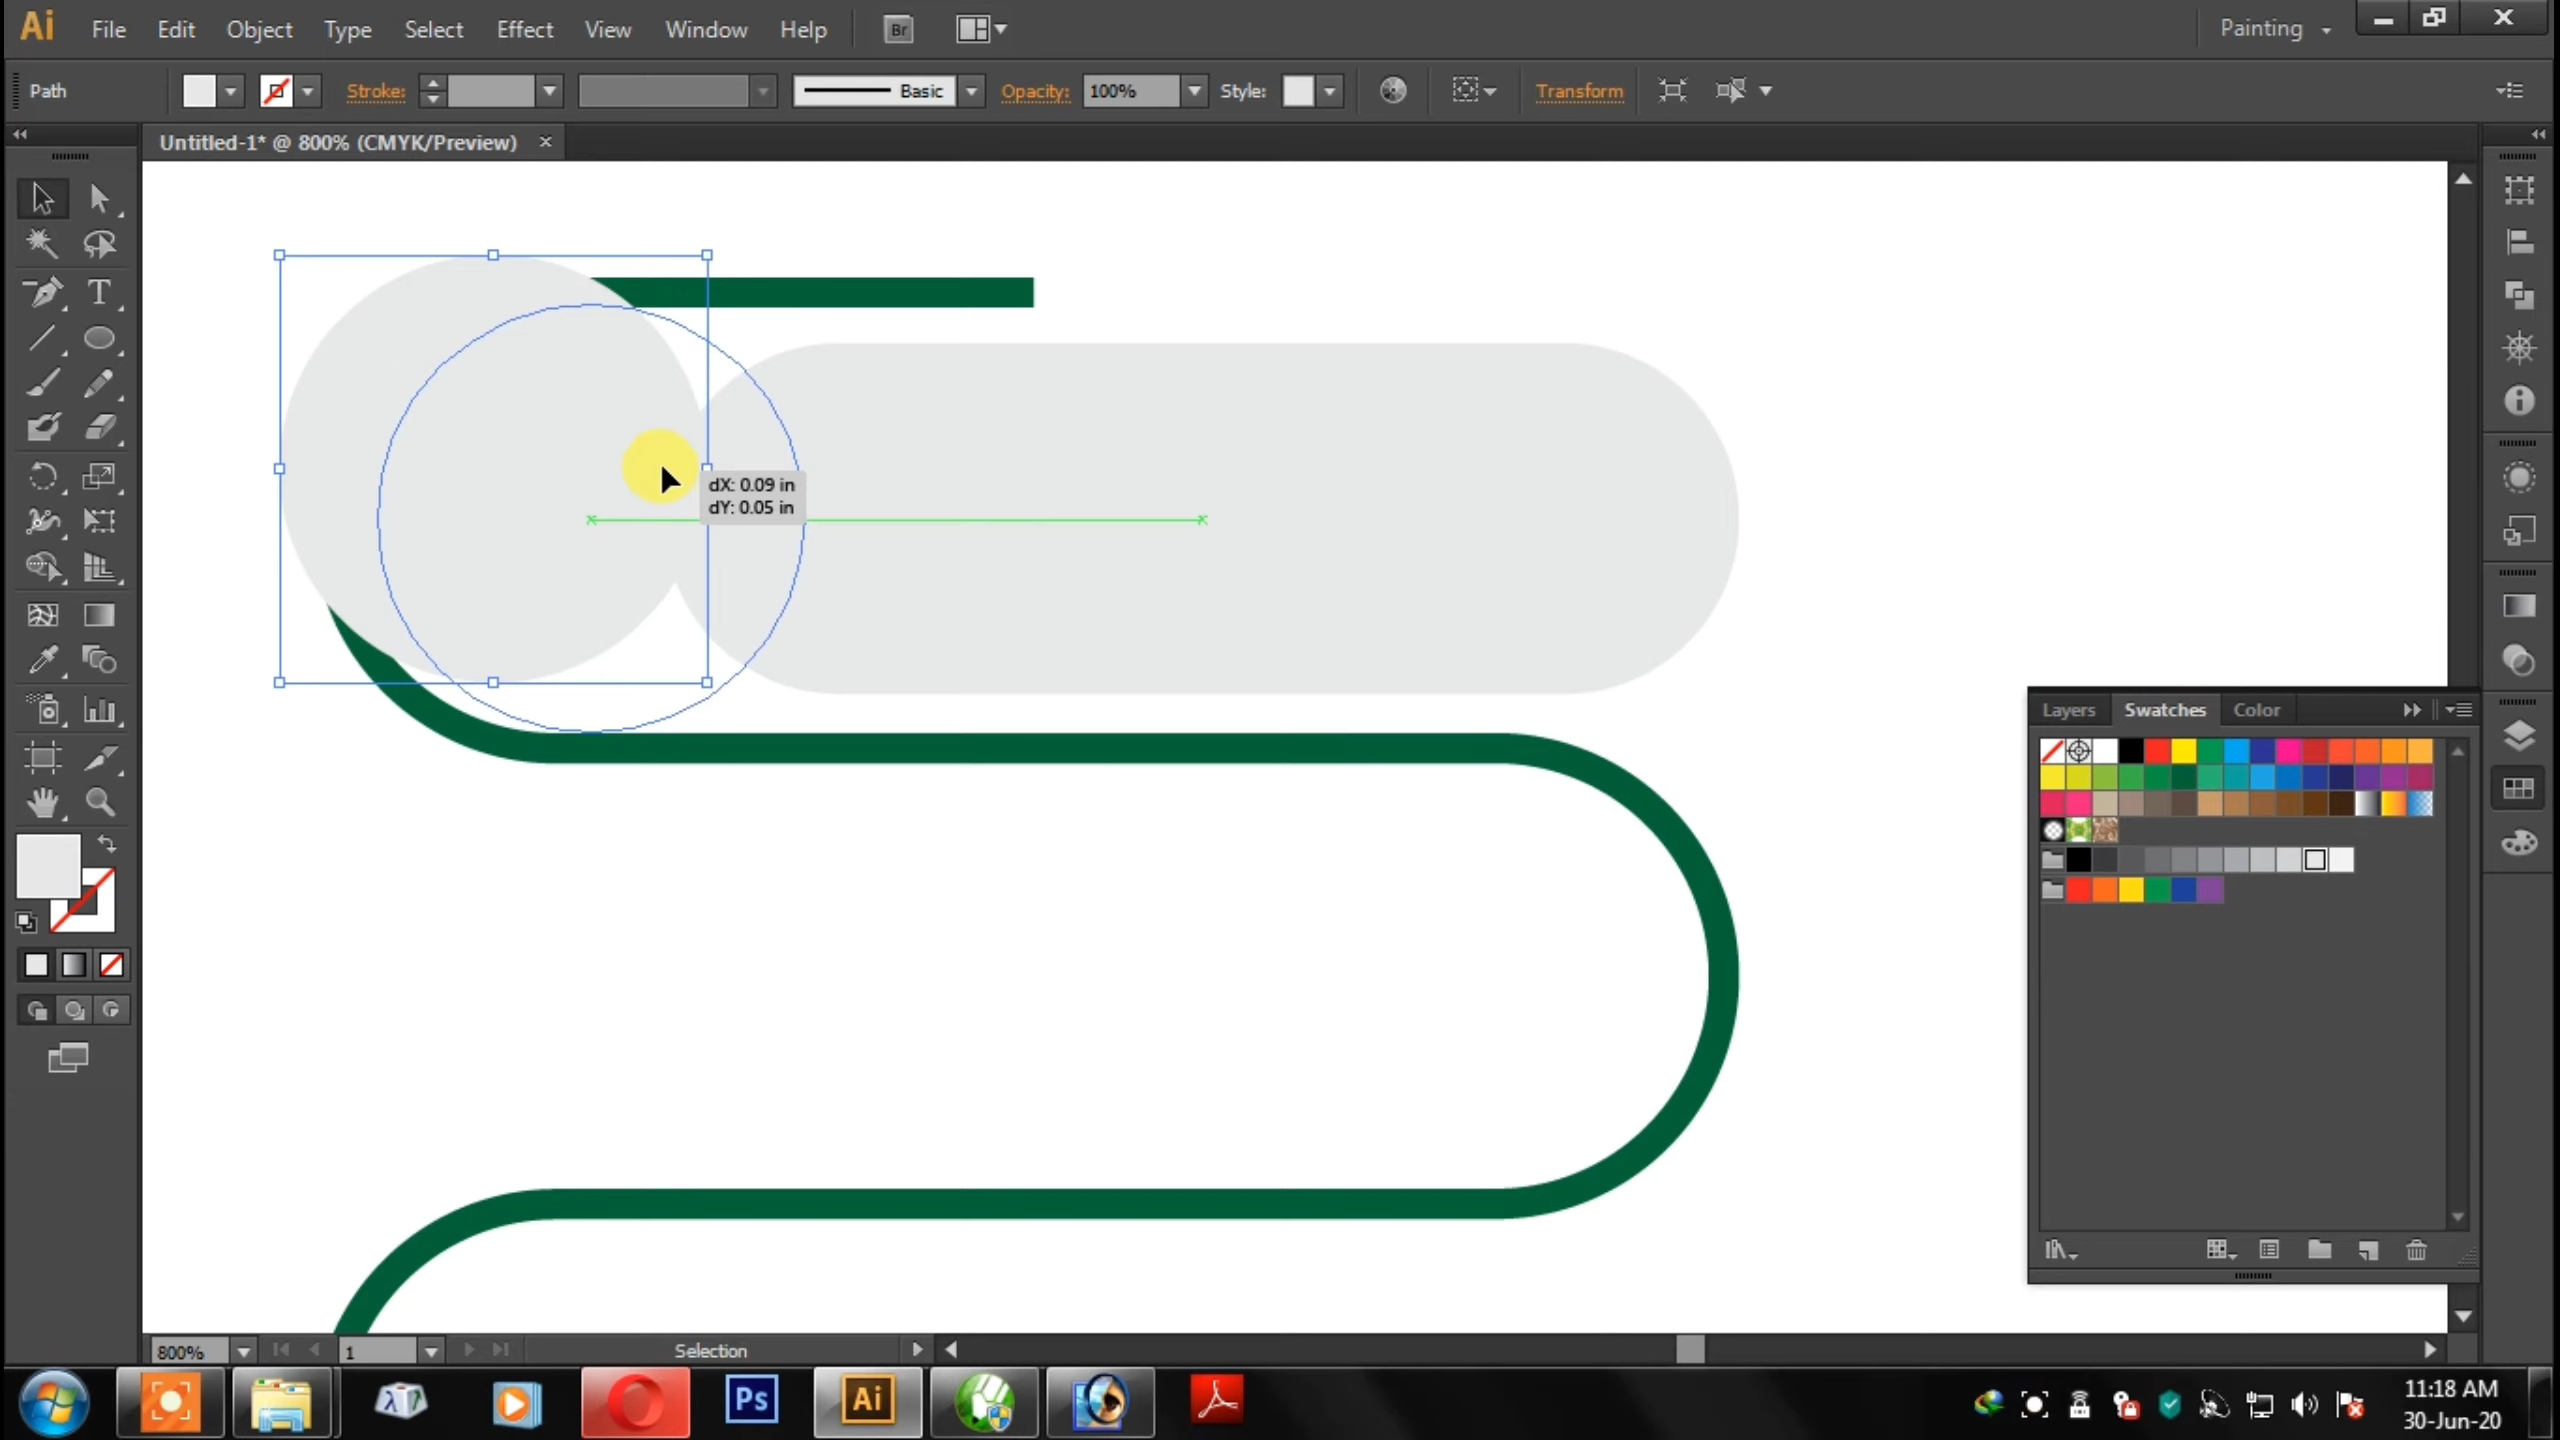 Ai File Edit Object Type Select Effect View Window Help Br Painting
Path Stroke: Basic Opacity: 100% Style: Transform
Untitled-1* @ 800% (CMYK/Preview)
T
dX: 0.09 in
dY: 0.05 in
Layers Swatches Color
800% 1 Selection
Ps Ai
11:18 AM
30-Jun-20